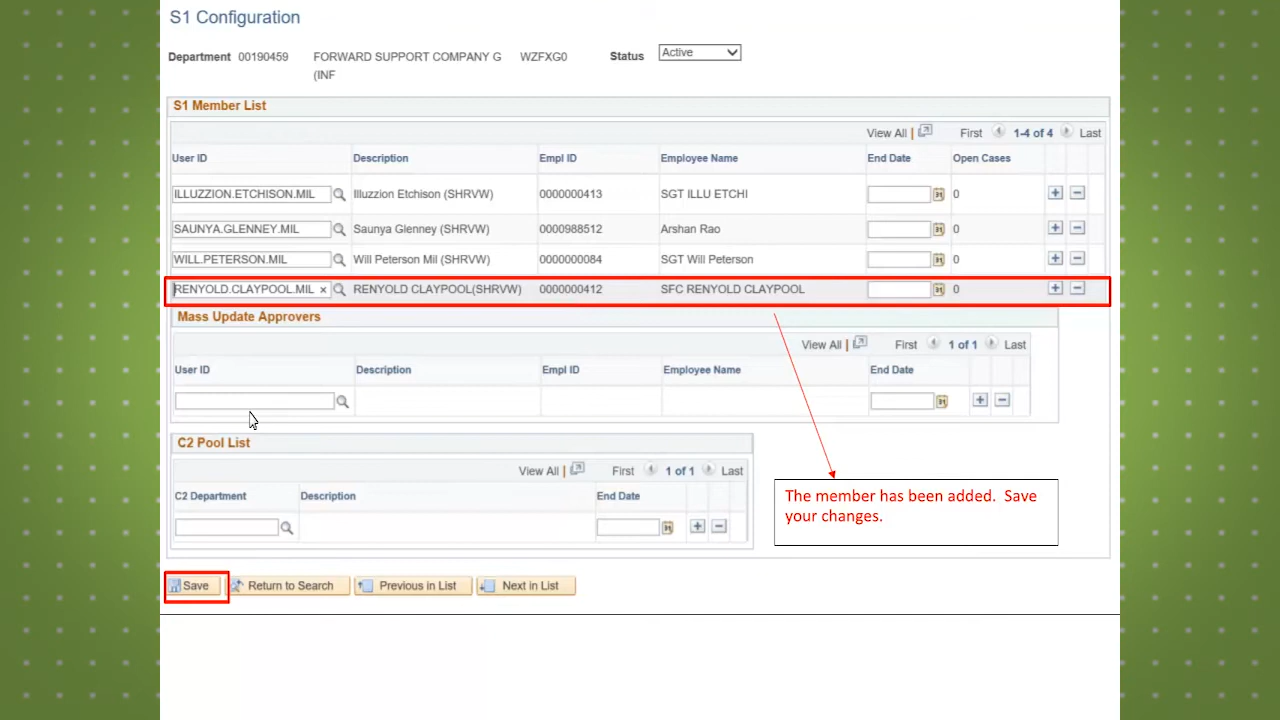 S1 Configuration
Department 00190459 FORWARD SUPPORT COMPANY G WZFXG0 Status Active
(INF
S1 Member List
View All | First 1-4 of 4 Last
User ID Description Empl ID Employee Name End Date Open Cases
ILLUZZION.ETCHISON.MIL Illuzzion Etchison (SHRVW) 0000000413 SGT ILLU ETCHI 0
SAUNYA.GLENNEY.MIL Saunya Glenney (SHRVW) 0000988512 Arshan Rao 0
WILL.PETERSON.MIL Will Peterson Mil (SHRVW) 0000000084 SGT Will Peterson 0
RENYOLD.CLAYPOOL.MIL × RENYOLD CLAYPOOL(SHRVW) 0000000412 SFC RENYOLD CLAYPOOL 0
Mass Update Approvers
View All | First 1 of 1 Last
User ID Description Empl ID Employee Name End Date
C2 Pool List
View All | First 1 of 1 Last
C2 Department Description End Date
The member has been added. Save
your changes.
Save Return to Search Previous in List Next in List